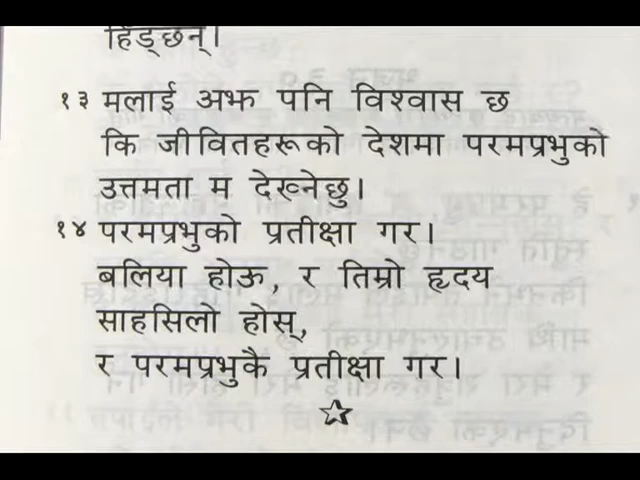 हिँड्छन्।
१३ मलाई अझ पनि विश्वास छ
कि जीवितहरूको देशमा परमप्रभुको
उत्तमता म देख्नेछु।
१४ परमप्रभुको प्रतीक्षा गर।
बलिया होऊ, र तिम्रो हृदय
साहसिलो होस्,
र परमप्रभुकै प्रतीक्षा गर।